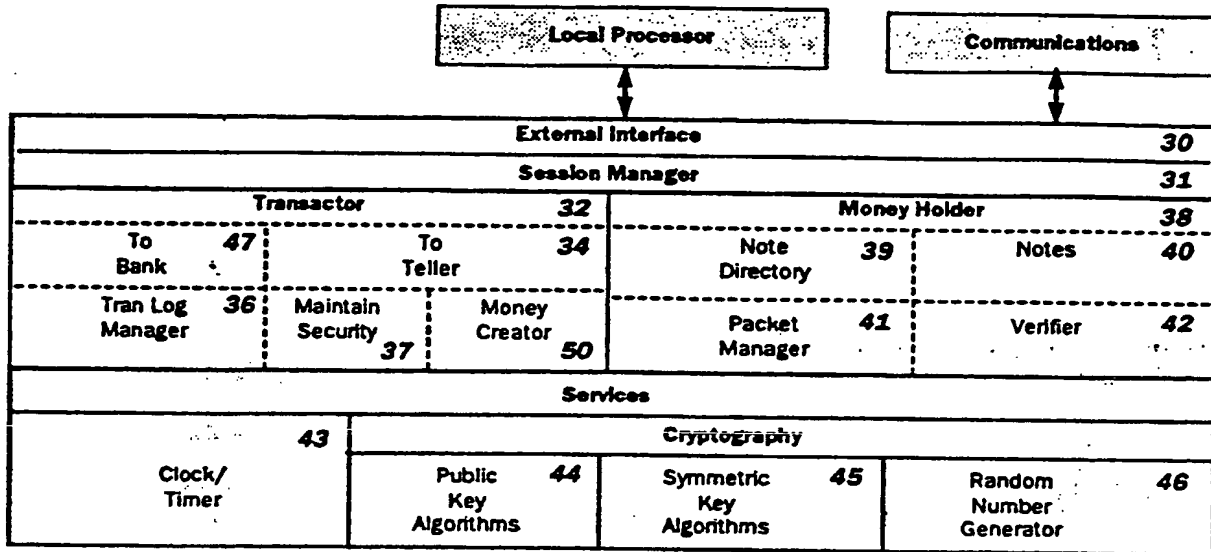 Local Processor
Communications
External Interface 30
Session Manager 31
Transactor 32
Money Holder 38
To Bank 47
To Teller 34
Note Directory 39
Notes 40
Tran Log Manager 36
Maintain Security 37
Money Creator 50
Packet Manager 41
Verifier 42
Services
43
Clock/
Timer
Cryptography
Public Key Algorithms 44
Symmetric Key Algorithms 45
Random Number Generator 46